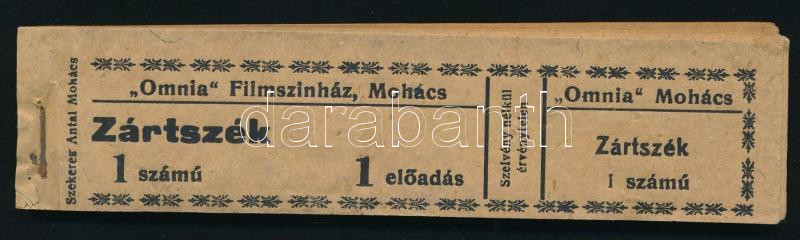 Szekeres Antal Mohács
„Omnia“ Filmszinház, Mohács
Zártszék
1 számú
1 előadás
Szelvény nélkül
érvénytelen
„Omnia“ Mohács
Zártszék
1 számú
darabanth